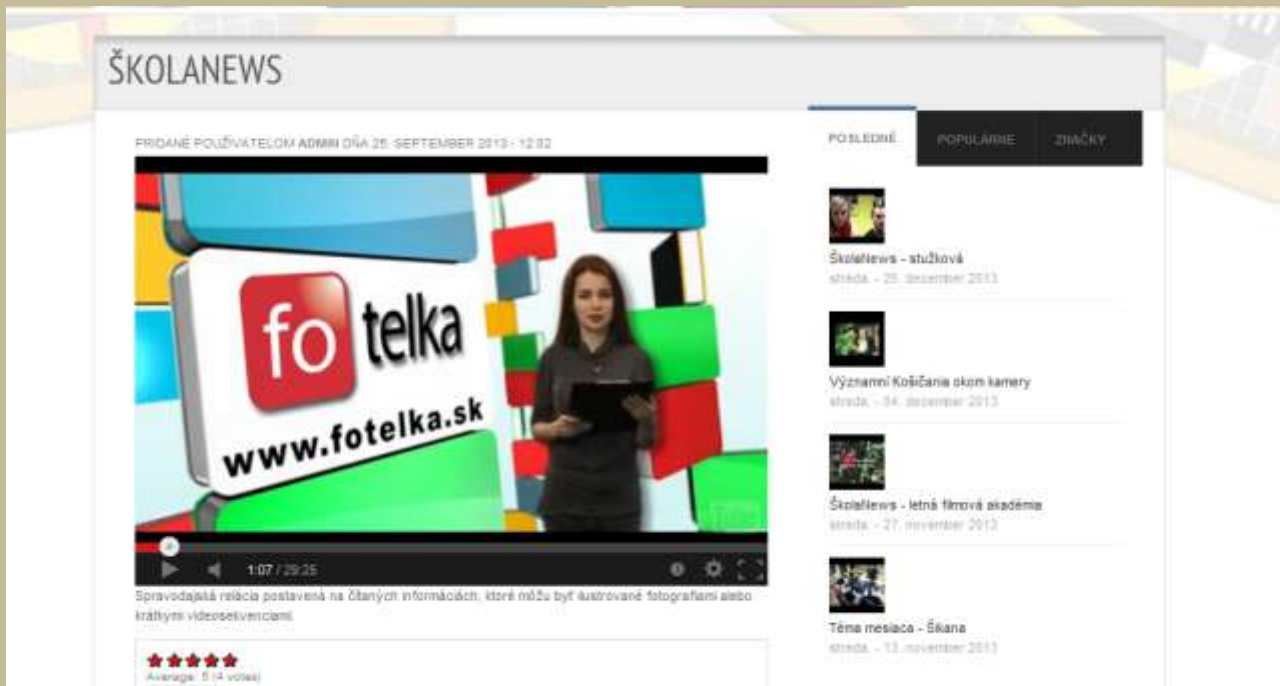 ŠKOLANEWS
PRIDANÉ POUŽÍVATEĽOM ADMIN DŇA 25. SEPTEMBER 2013 - 12:02
fo telka
www.fotelka.sk
1:07 / 29:25
Spravodajská relácia postavená na čítaných informáciách, ktoré môžu byť ilustrované fotografiami alebo
krátkymi videosekvenciami.
Average: 5 (4 votes)
POSLEDNÉ POPULÁRNE ZNAČKY
ŠkolaNews - stužková
streda. - 25. december 2013
Významní Košičania okom kamery
streda. - 04. december 2013
ŠkolaNews - letná filmová akadémia
streda. - 27. november 2013
Téma mesiaca - Šikana
streda. - 13. november 2013